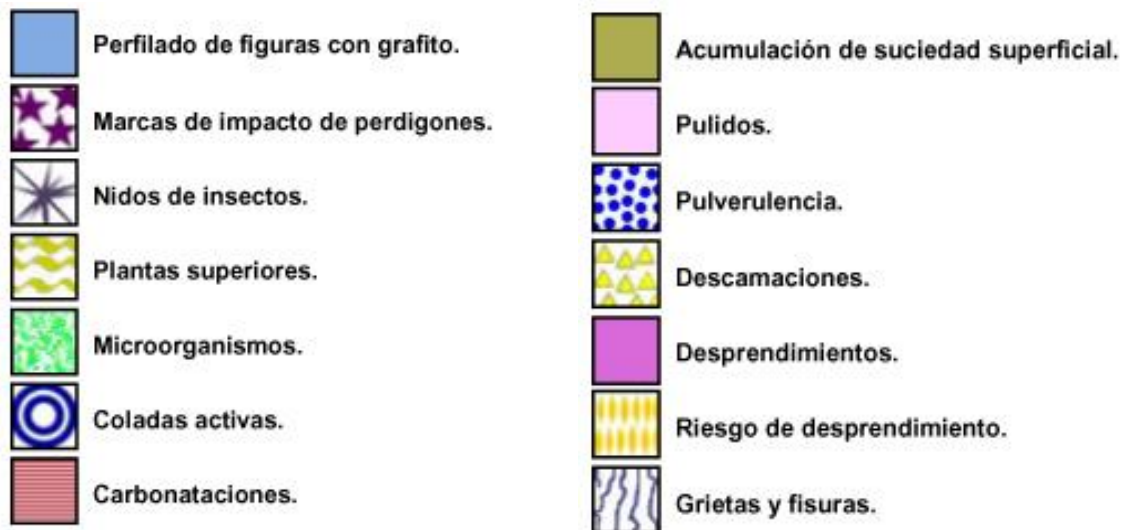 Perfilado de figuras con grafito.
Marcas de impacto de perdigones.
Nidos de insectos.
Plantas superiores.
Microorganismos.
Coladas activas.
Carbonataciones.
Acumulación de suciedad superficial.
Pulidos.
Pulverulencia.
Descamaciones.
Desprendimientos.
Riesgo de desprendimiento.
Grietas y fisuras.